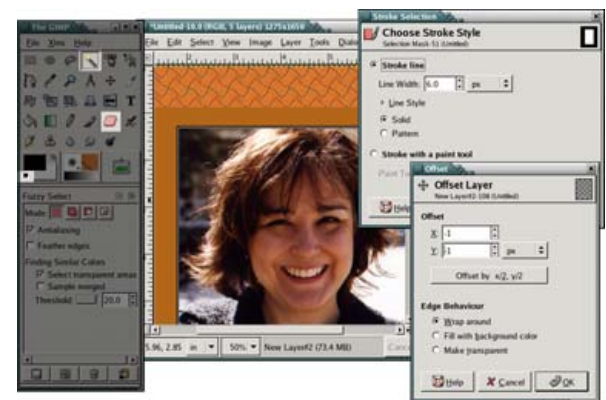 The GIMP
File Xtns Help
Fuzzy Select
Mode:
Antialiasing
Feather edges
Finding Similar Colors
Select transparent areas
Sample merged
Threshold: 20.0
*Untitled-10.0 (RGB, 5 layers) 1275x1650
File Edit Select View Image Layer Tools Dialo
5.96, 2.85 in 50% New Layer#2 (73.4 MB) Cance
Stroke Selection
Choose Stroke Style
Selection Mask-51 (Untitled)
Stroke line
Line Width: 6.0 px
Line Style
Solid
Pattern
Stroke with a paint tool
Paint To
Help
Offset
Offset Layer
New Layer#2-108 (Untitled)
Offset
X: -1
Y: -1 px
Offset by x/2, y/2
Edge Behaviour
Wrap around
Fill with background color
Make transparent
Help Cancel OK